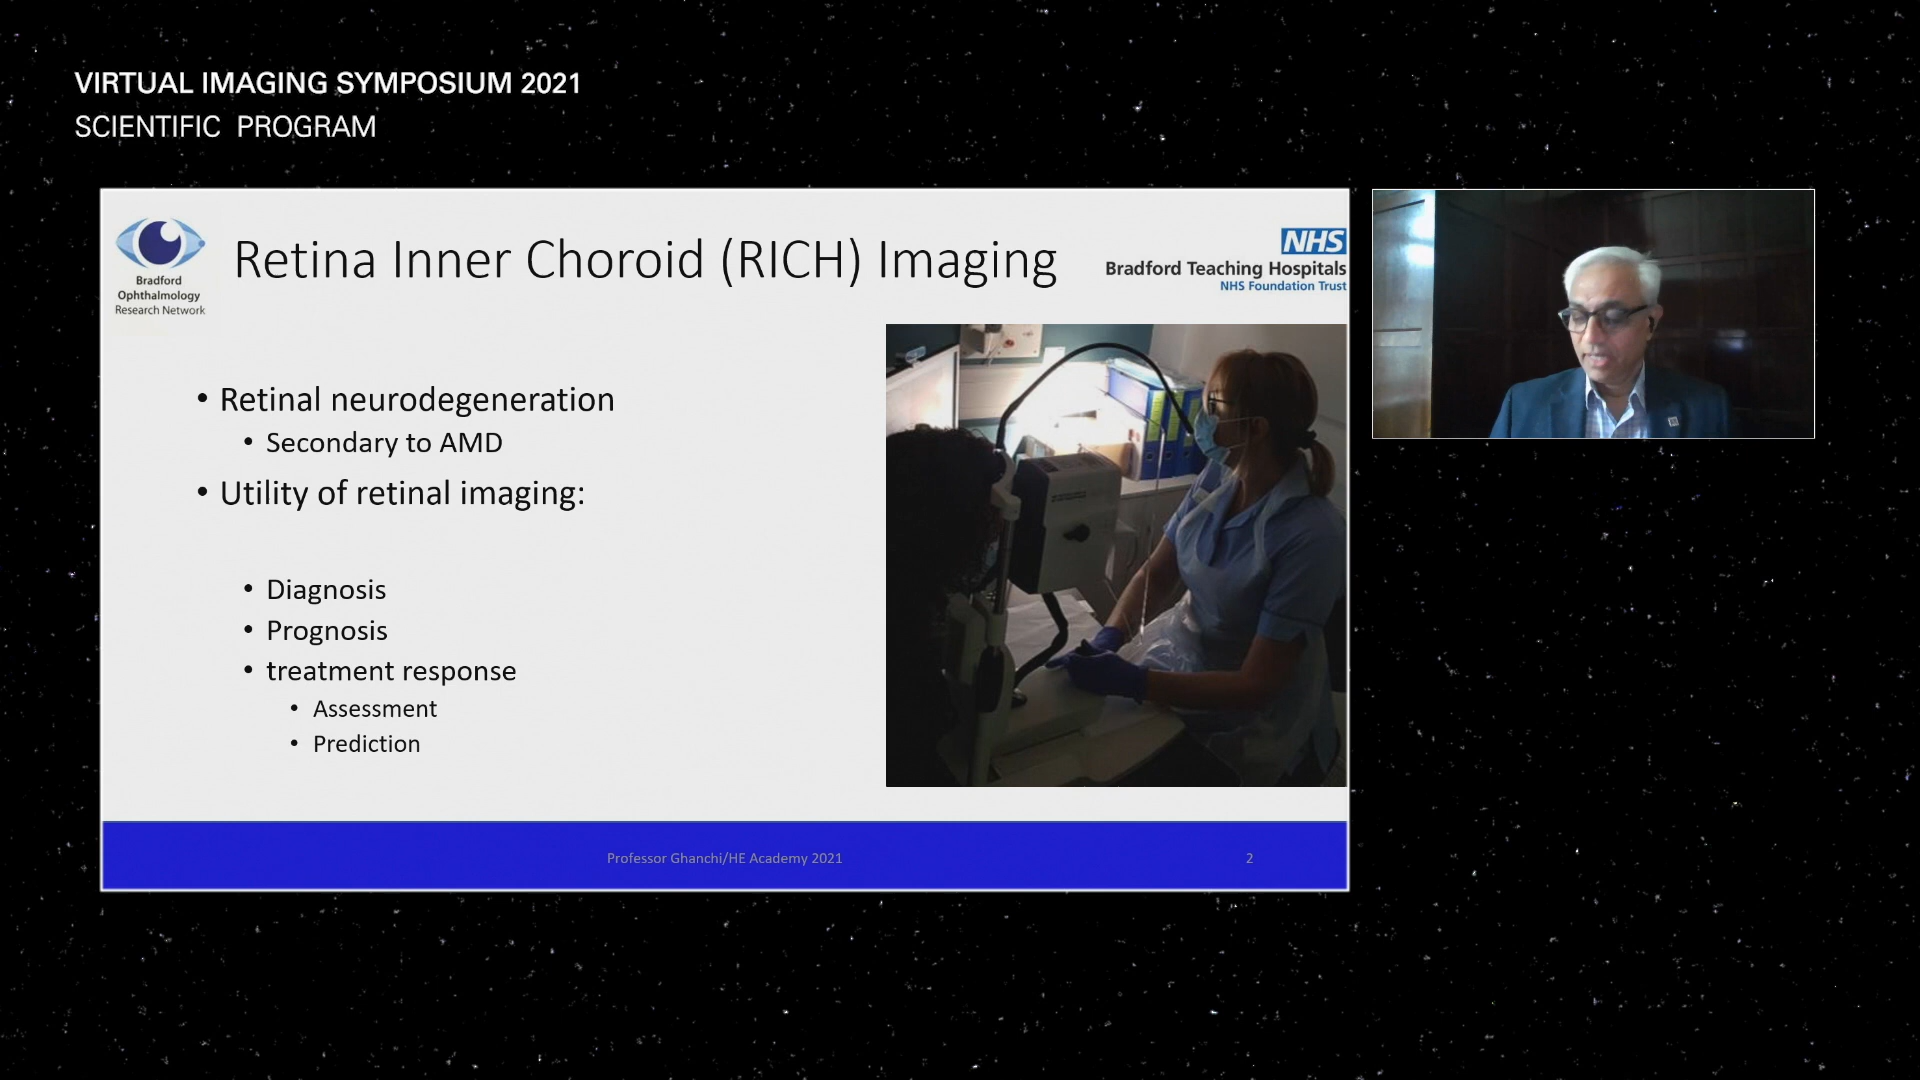 VIRTUAL IMAGING SYMPOSIUM 2021
SCIENTIFIC PROGRAM
Bradford
Ophthalmology
Research Network
Retina Inner Choroid (RICH) Imaging
NHS
Bradford Teaching Hospitals
NHS Foundation Trust
• Retinal neurodegeneration
• Secondary to AMD
• Utility of retinal imaging:
• Diagnosis
• Prognosis
• treatment response
• Assessment
• Prediction
Professor Ghanchi/HE Academy 2021
2